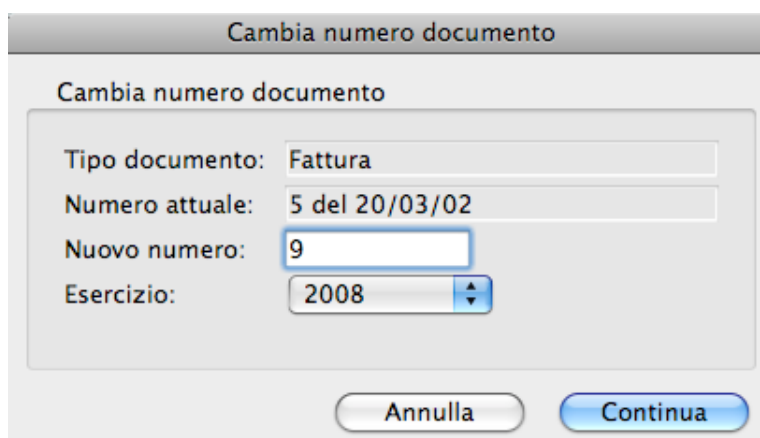 Cambia numero documento
Cambia numero documento
Tipo documento: Fattura
Numero attuale: 5 del 20/03/02
Nuovo numero: 9
Esercizio: 2008
Annulla Continua